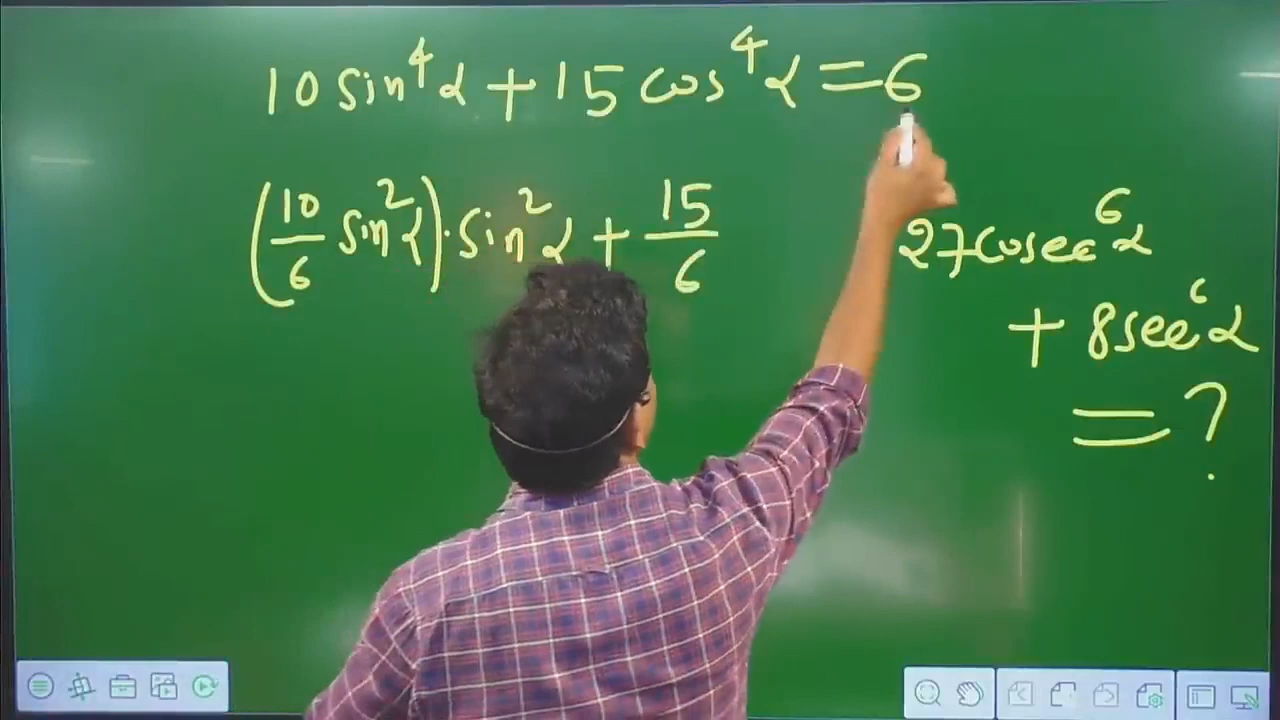 10 sin⁴α + 15 cos⁴α = 6
(10/6 sin²α)·sin²α + 15/6
27cosec⁶α
+ 8sec⁶α
= ?